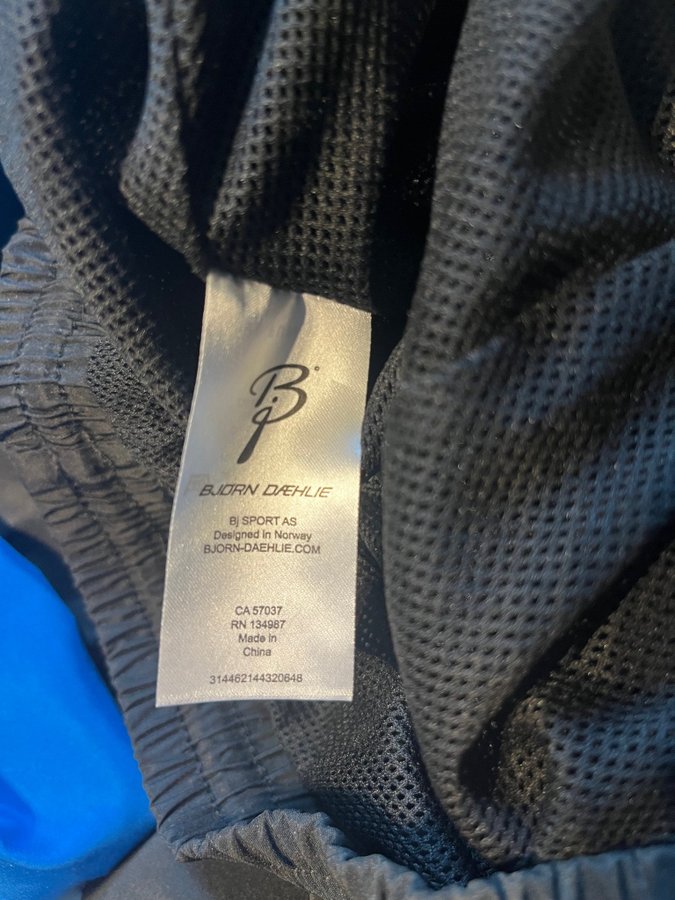 Bj
BJORN DÆHLIE
Bj SPORT AS
Designed in Norway
BJORN-DAEHLIE.COM
CA 57037
RN 134987
Made in
China
314462144320648